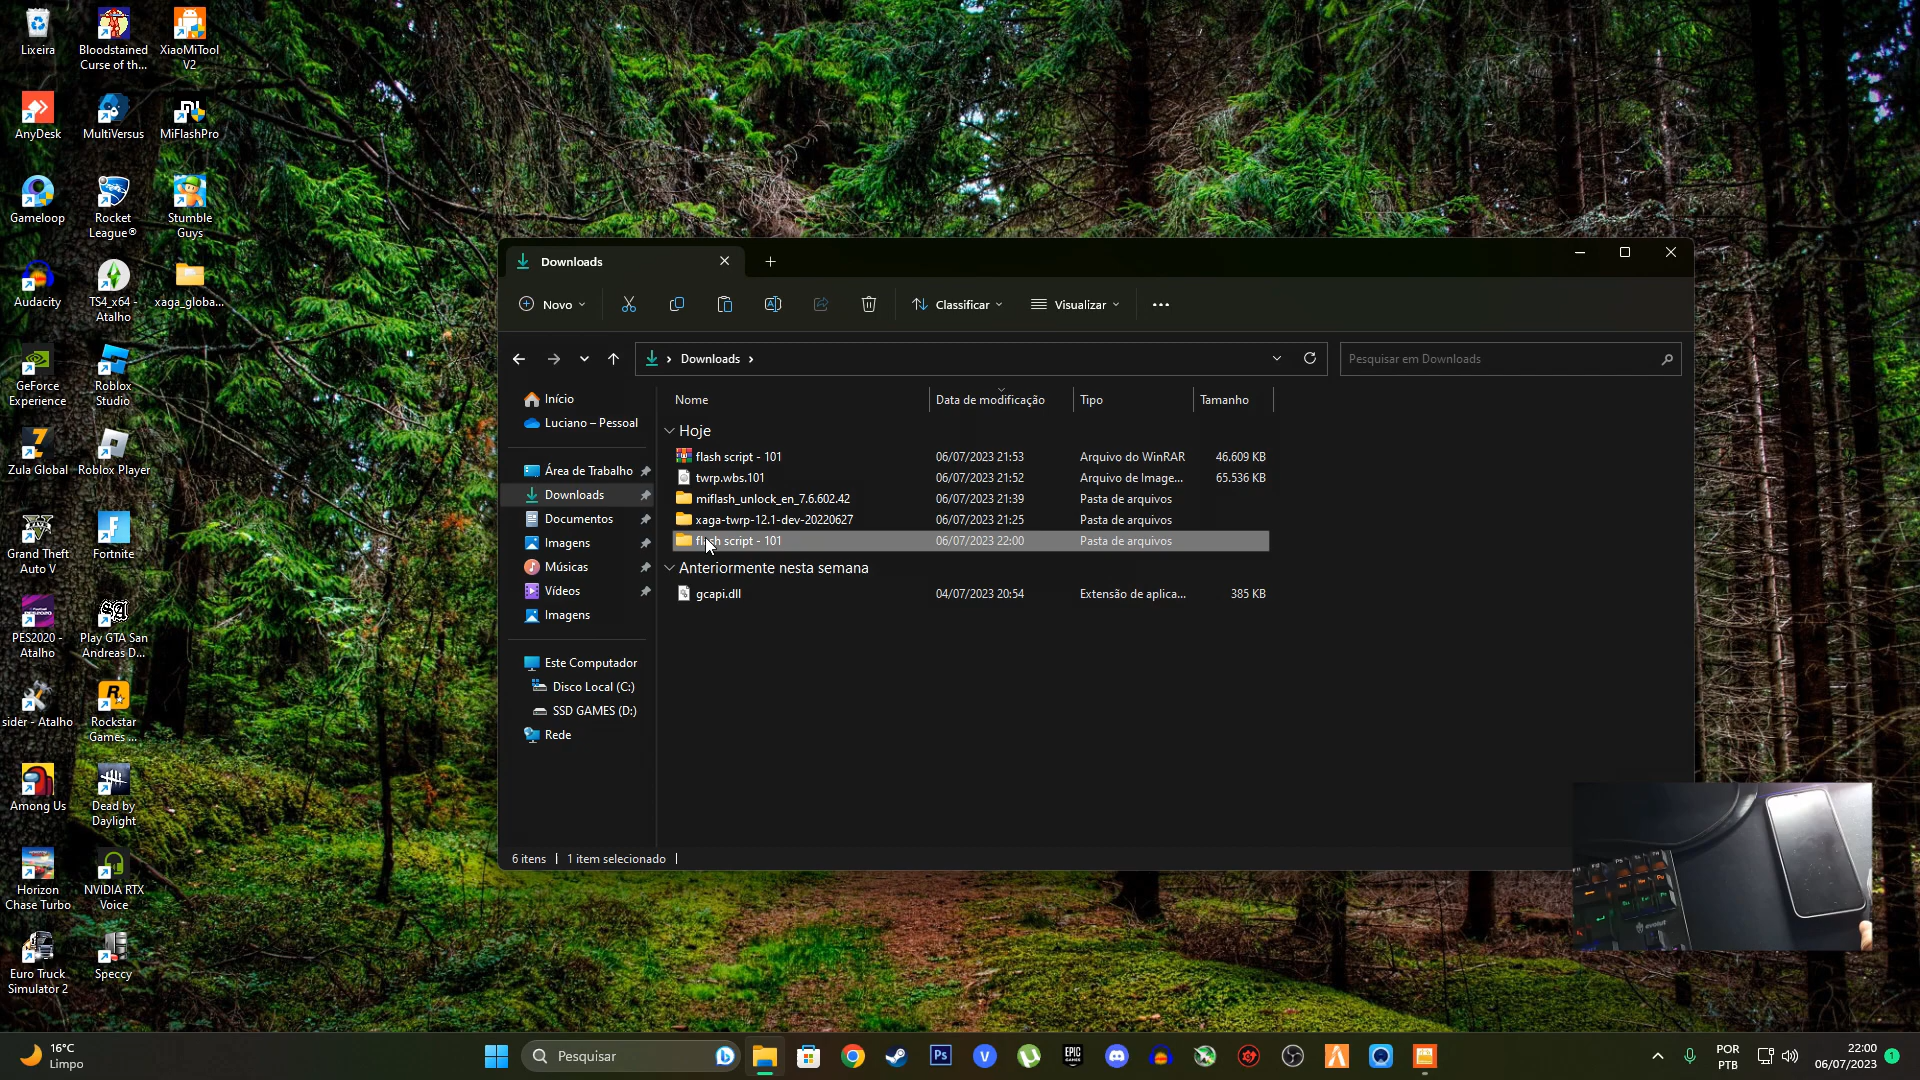 Lixeira
Bloodstained
Curse of th...
XiaoMiTool
V2
AnyDesk
MultiVersus
MiFlashPro
Gameloop
Rocket
League®
Stumble
Guys
Audacity
TS4_x64 -
Atalho
xaga_globa...
GeForce
Experience
Roblox
Studio
Zula Global
Roblox Player
Grand Theft
Auto V
Fortnite
PES2020 -
Atalho
Play GTA San
Andreas D...
sider - Atalho
Rockstar
Games ...
Among Us
Dead by
Daylight
Horizon
Chase Turbo
NVIDIA RTX
Voice
Euro Truck
Simulator 2
Speccy
Downloads
Novo
Classificar
Visualizar
Downloads
Pesquisar em Downloads
Início
Luciano – Pessoal
Área de Trabalho
Downloads
Documentos
Imagens
Músicas
Vídeos
Imagens
Este Computador
Disco Local (C:)
SSD GAMES (D:)
Rede
Nome Data de modificação Tipo Tamanho
Hoje
flash script - 101 06/07/2023 21:53 Arquivo do WinRAR 46.609 KB
twrp.wbs.101 06/07/2023 21:52 Arquivo de Image... 65.536 KB
miflash_unlock_en_7.6.602.42 06/07/2023 21:39 Pasta de arquivos
xaga-twrp-12.1-dev-20220627 06/07/2023 21:25 Pasta de arquivos
flash script - 101 06/07/2023 22:00 Pasta de arquivos
Anteriormente nesta semana
gcapi.dll 04/07/2023 20:54 Extensão de aplica... 385 KB
6 itens 1 item selecionado
16°C
Limpo
Pesquisar
POR
PTB
22:00
06/07/2023
1